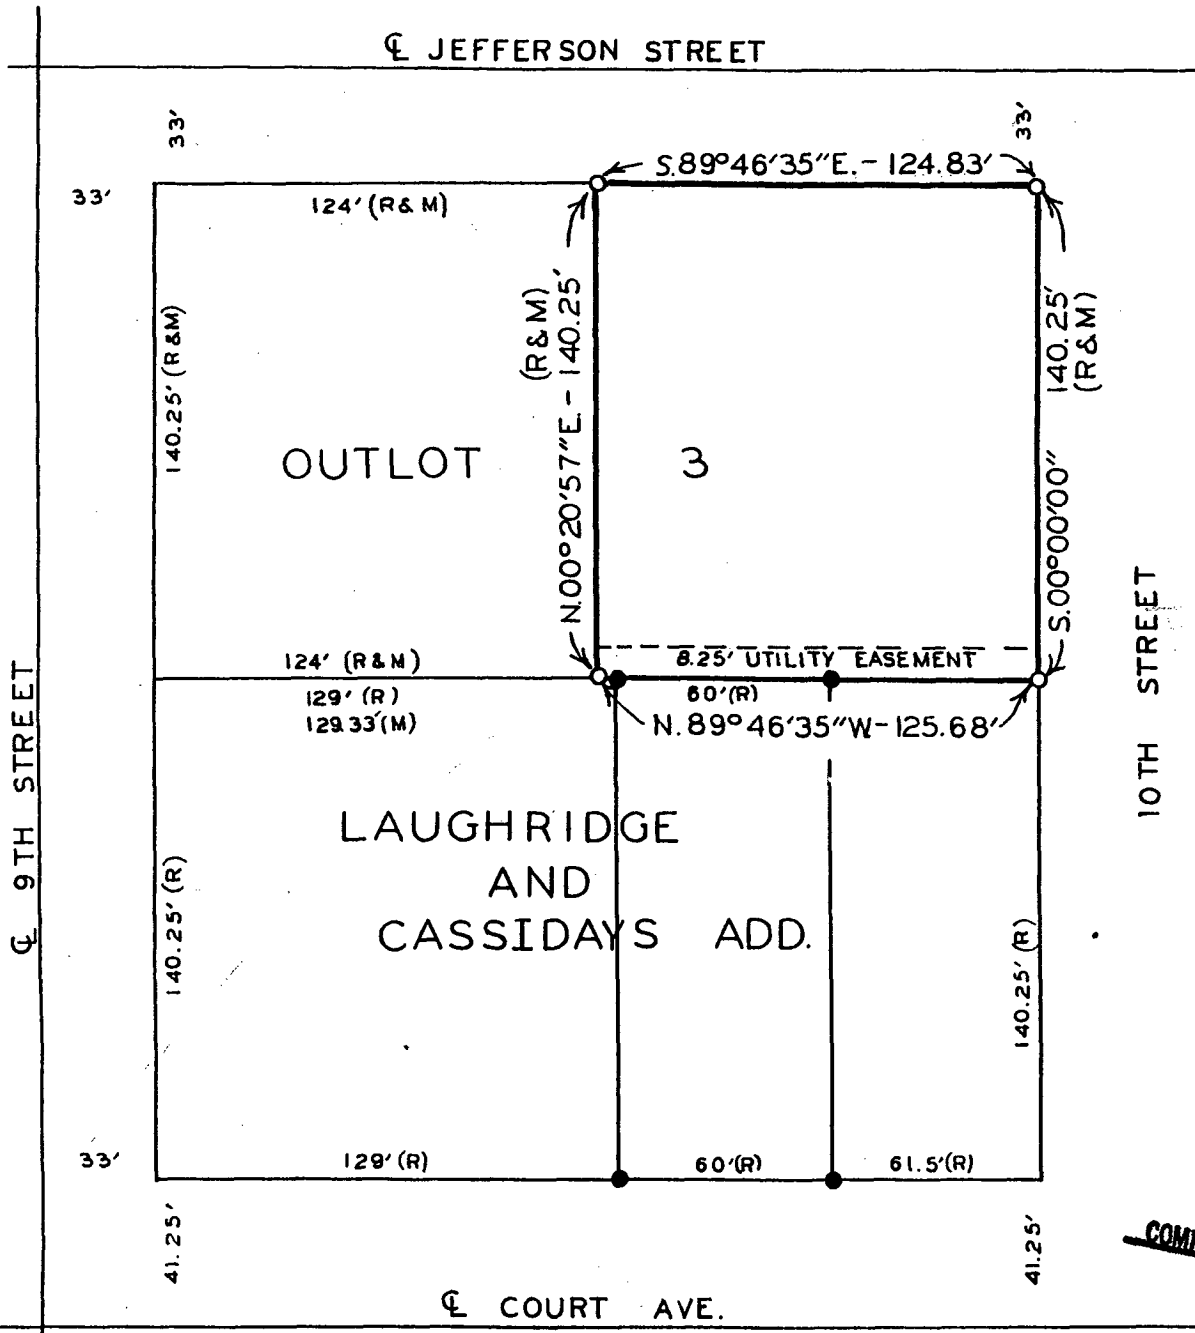 ℄ JEFFERSON STREET
33'
33'
33'
S.89°46'35"E.-124.83'
124' (R&M)
140.25' (R&M)
N.00°20'57"E.-140.25'
(R&M)
140.25'
(R&M)
S.00°00'00"
OUTLOT 3
8.25' UTILITY EASEMENT
124' (R&M)
129' (R)
129.33'(M)
60'(R)
N.89°46'35"W-125.68'
℄ 9TH STREET
10TH STREET
LAUGHRIDGE
AND
CASSIDAYS ADD.
140.25' (R)
140.25' (R)
33'
129' (R)
60'(R)
61.5'(R)
41.25'
41.25'
℄ COURT AVE.